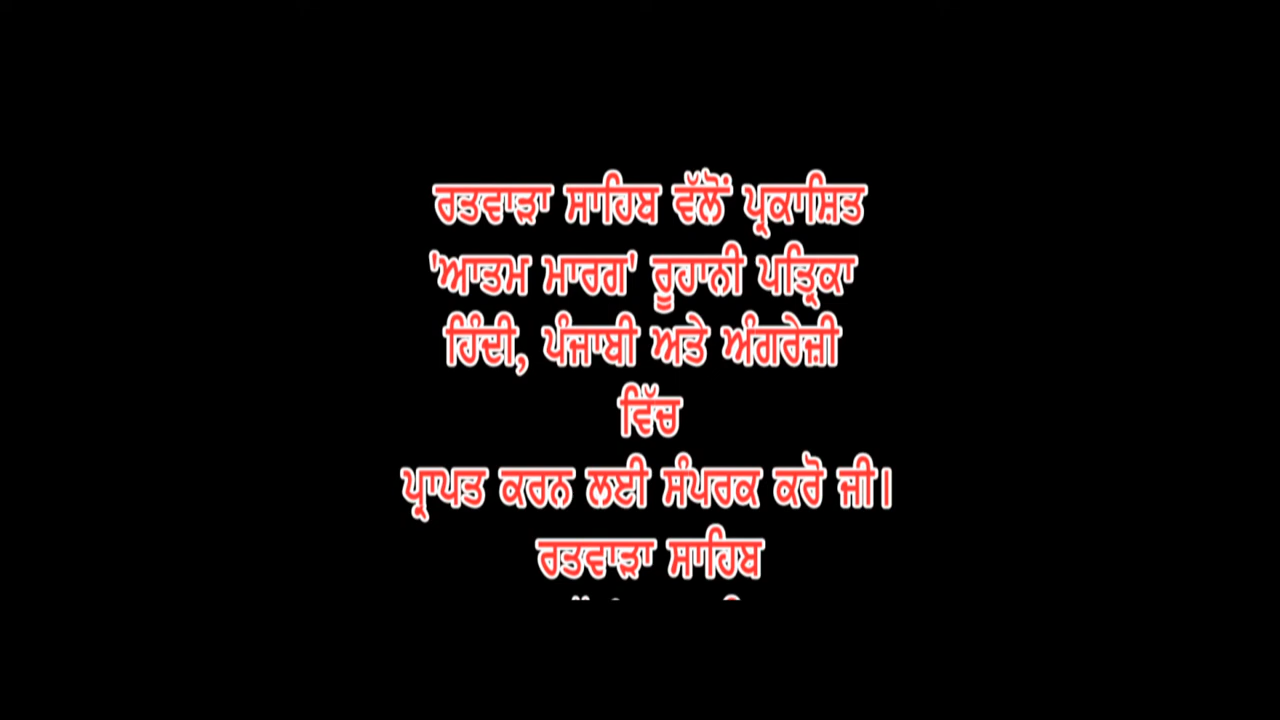 ਰਤਵਾੜਾ ਸਾਹਿਬ ਵੱਲੋਂ ਪ੍ਰਕਾਸ਼ਿਤ
'ਆਤਮ ਮਾਰਗ' ਰੂਹਾਨੀ ਪਤ੍ਰਿਕਾ
ਹਿੰਦੀ, ਪੰਜਾਬੀ ਅਤੇ ਅੰਗਰੇਜ਼ੀ
ਵਿੱਚ
ਪ੍ਰਾਪਤ ਕਰਨ ਲਈ ਸੰਪਰਕ ਕਰੋ ਜੀ।
ਰਤਵਾੜਾ ਸਾਹਿਬ